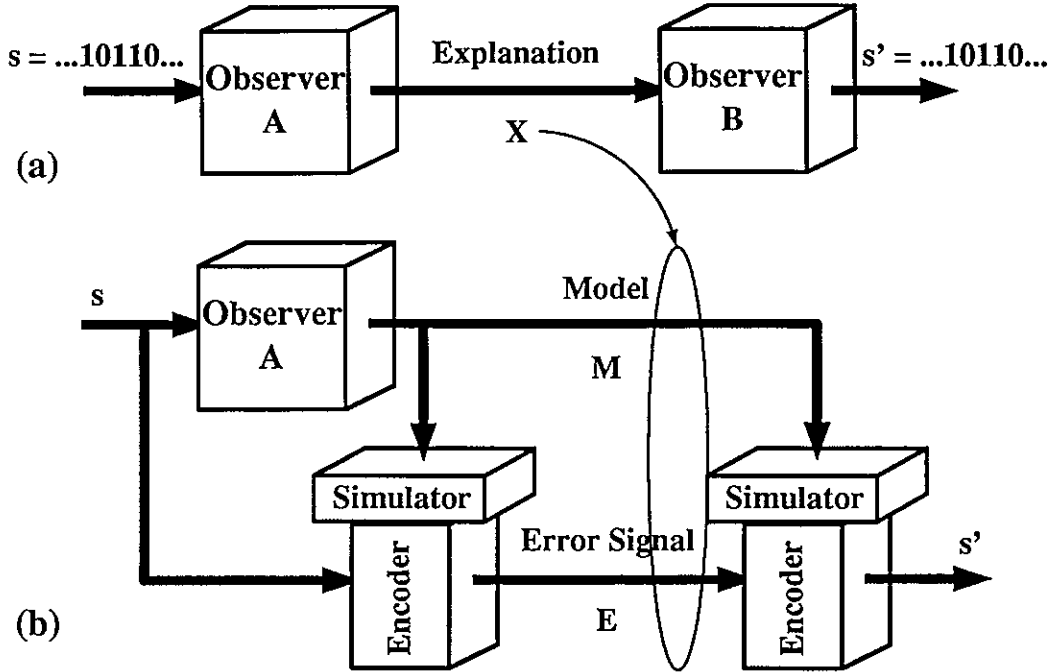 s = ...10110...
Observer
A
Explanation
X
Observer
B
s' = ...10110...
(a)
s
Observer
A
Model
M
Simulator
Encoder
Error Signal
E
Simulator
Encoder
s'
(b)